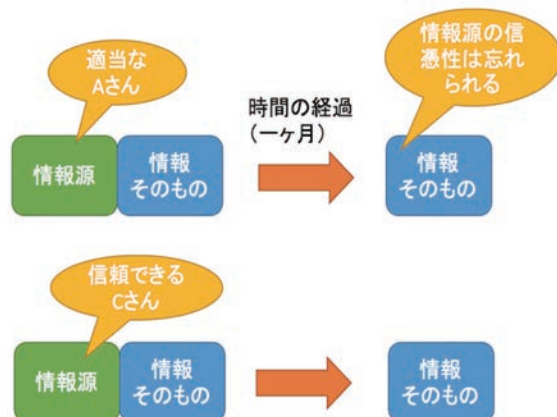 適当な
Aさん
情報源の信
憑性は忘れ
られる
時間の経過
(一ヶ月)
情報源
情報
そのもの
情報
そのもの
信頼できる
Cさん
情報源
情報
そのもの
情報
そのもの